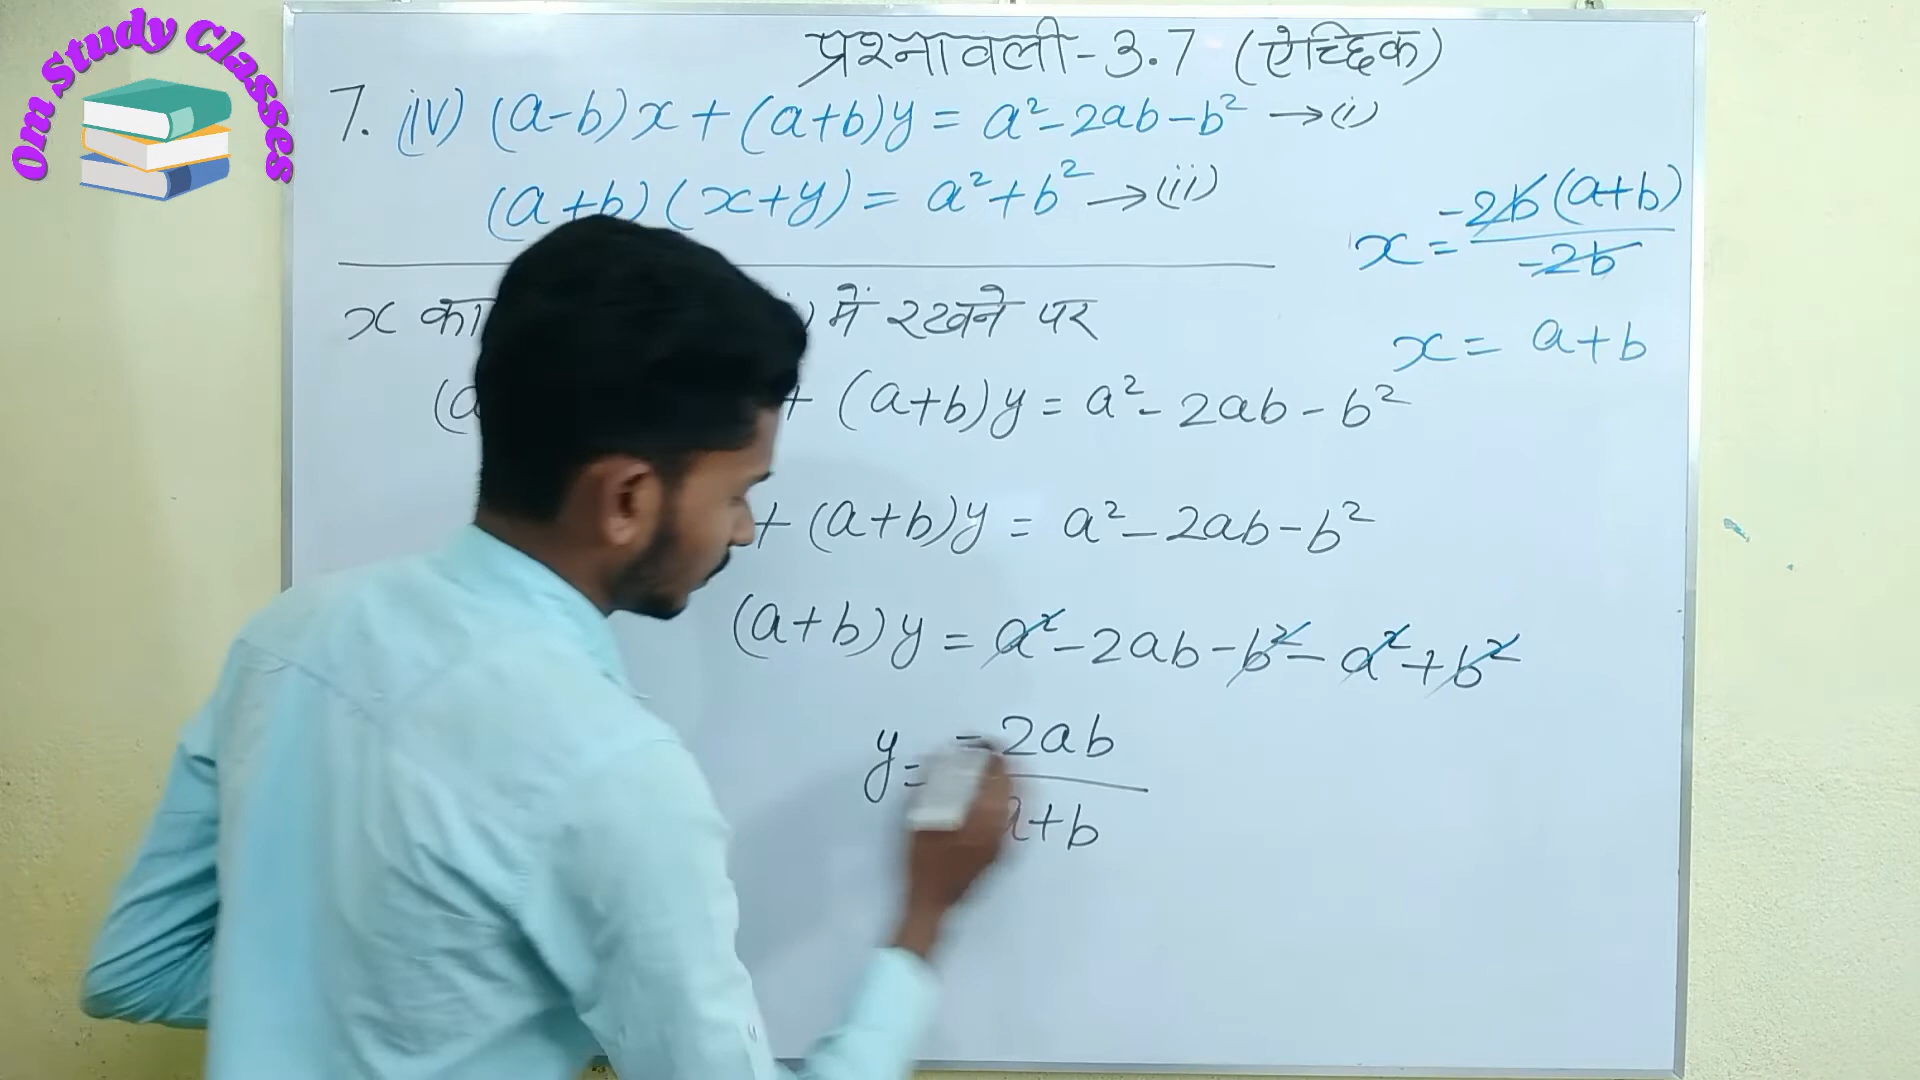 Om Study Classes
प्रश्नावली-3.7 (ऐच्छिक)
7. (iv) (a-b)x + (a+b)y = a²-2ab-b² →(i)
(a+b)(x+y) = a²+b² →(ii)
x = -2b(a+b) / -2b
x = a+b
x का में रखने पर
(a + (a+b)y = a²-2ab-b²
+ (a+b)y = a²-2ab-b²
(a+b)y = a²-2ab-b²-a²+b²
y = -2ab / a+b